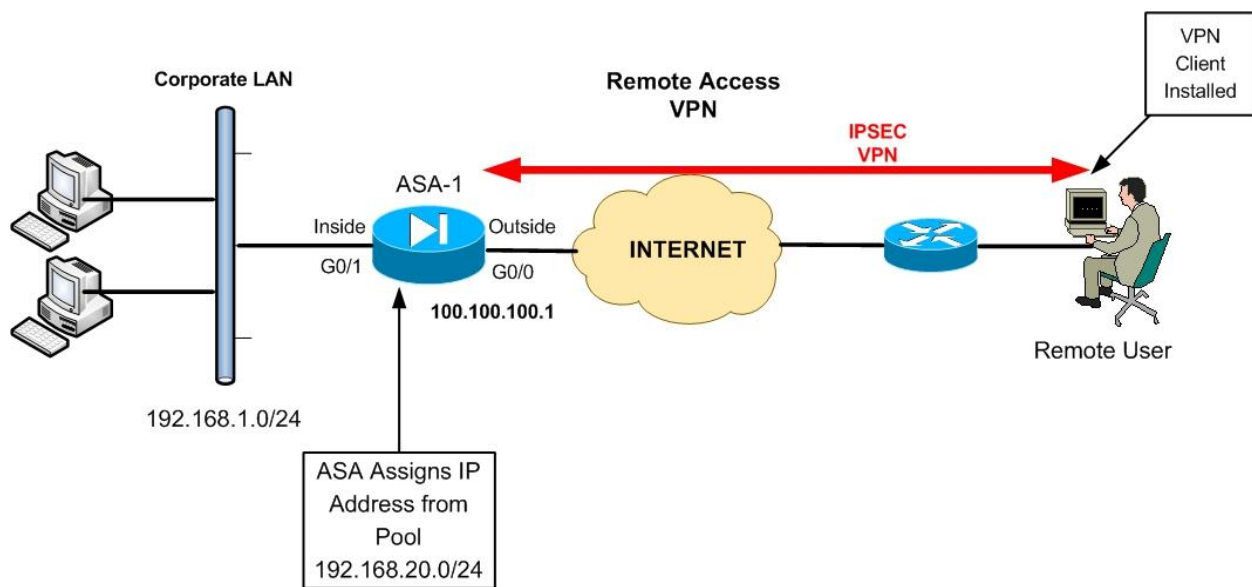 VPN
Client
Installed
Corporate LAN
Remote Access
VPN
IPSEC
VPN
ASA-1
Inside
Outside
INTERNET
G0/1
G0/0
100.100.100.1
Remote User
192.168.1.0/24
ASA Assigns IP
Address from
Pool
192.168.20.0/24